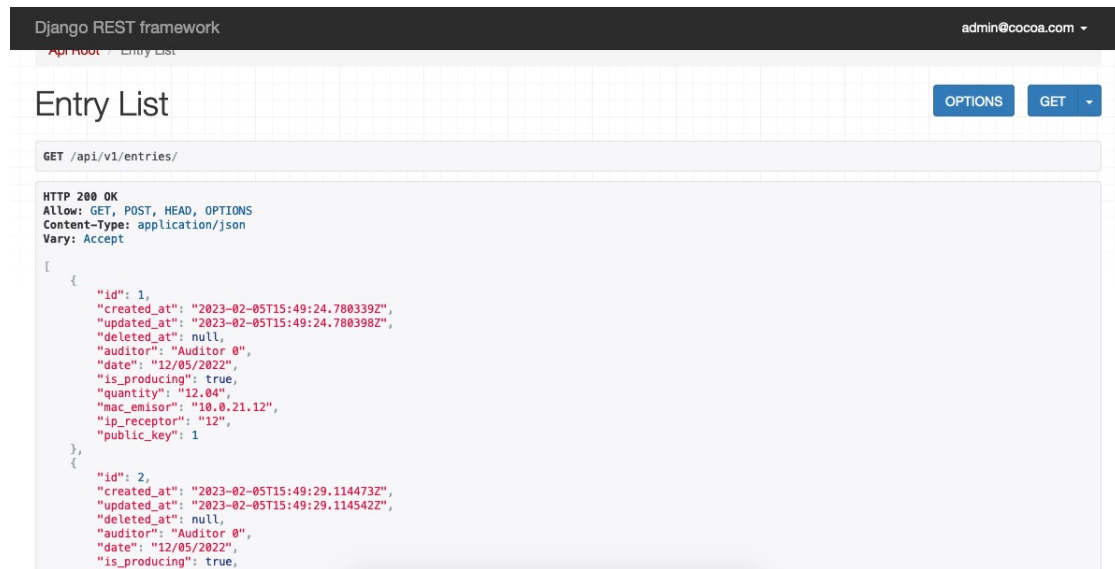 Django REST framework
admin@cocoa.com
Api Root / Entry List
Entry List
OPTIONS
GET
GET /api/v1/entries/
HTTP 200 OK
Allow: GET, POST, HEAD, OPTIONS
Content-Type: application/json
Vary: Accept
[
{
"id": 1,
"created_at": "2023-02-05T15:49:24.780339Z",
"updated_at": "2023-02-05T15:49:24.780398Z",
"deleted_at": null,
"auditor": "Auditor 0",
"date": "12/05/2022",
"is_producing": true,
"quantity": "12.04",
"mac_emisor": "10.0.21.12",
"ip_receptor": "12",
"public_key": 1
},
{
"id": 2,
"created_at": "2023-02-05T15:49:29.114473Z",
"updated_at": "2023-02-05T15:49:29.114542Z",
"deleted_at": null,
"auditor": "Auditor 0",
"date": "12/05/2022",
"is_producing": true,